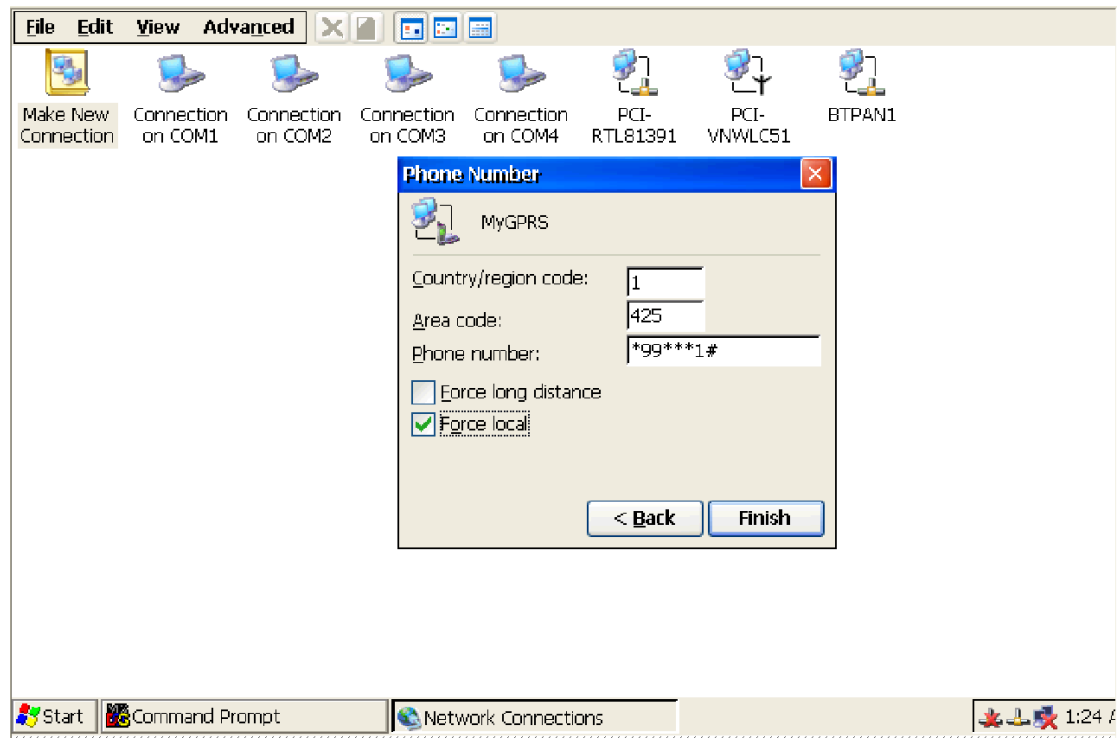 File Edit View Advanced
Make New Connection Connection Connection Connection PCI- PCI- BTPAN1
Connection on COM1 on COM2 on COM3 on COM4 RTL81391 VNWLC51
Phone Number
MyGPRS
Country/region code: 1
Area code: 425
Phone number: *99***1#
Force long distance
Force local
< Back Finish
Start Command Prompt Network Connections 1:24